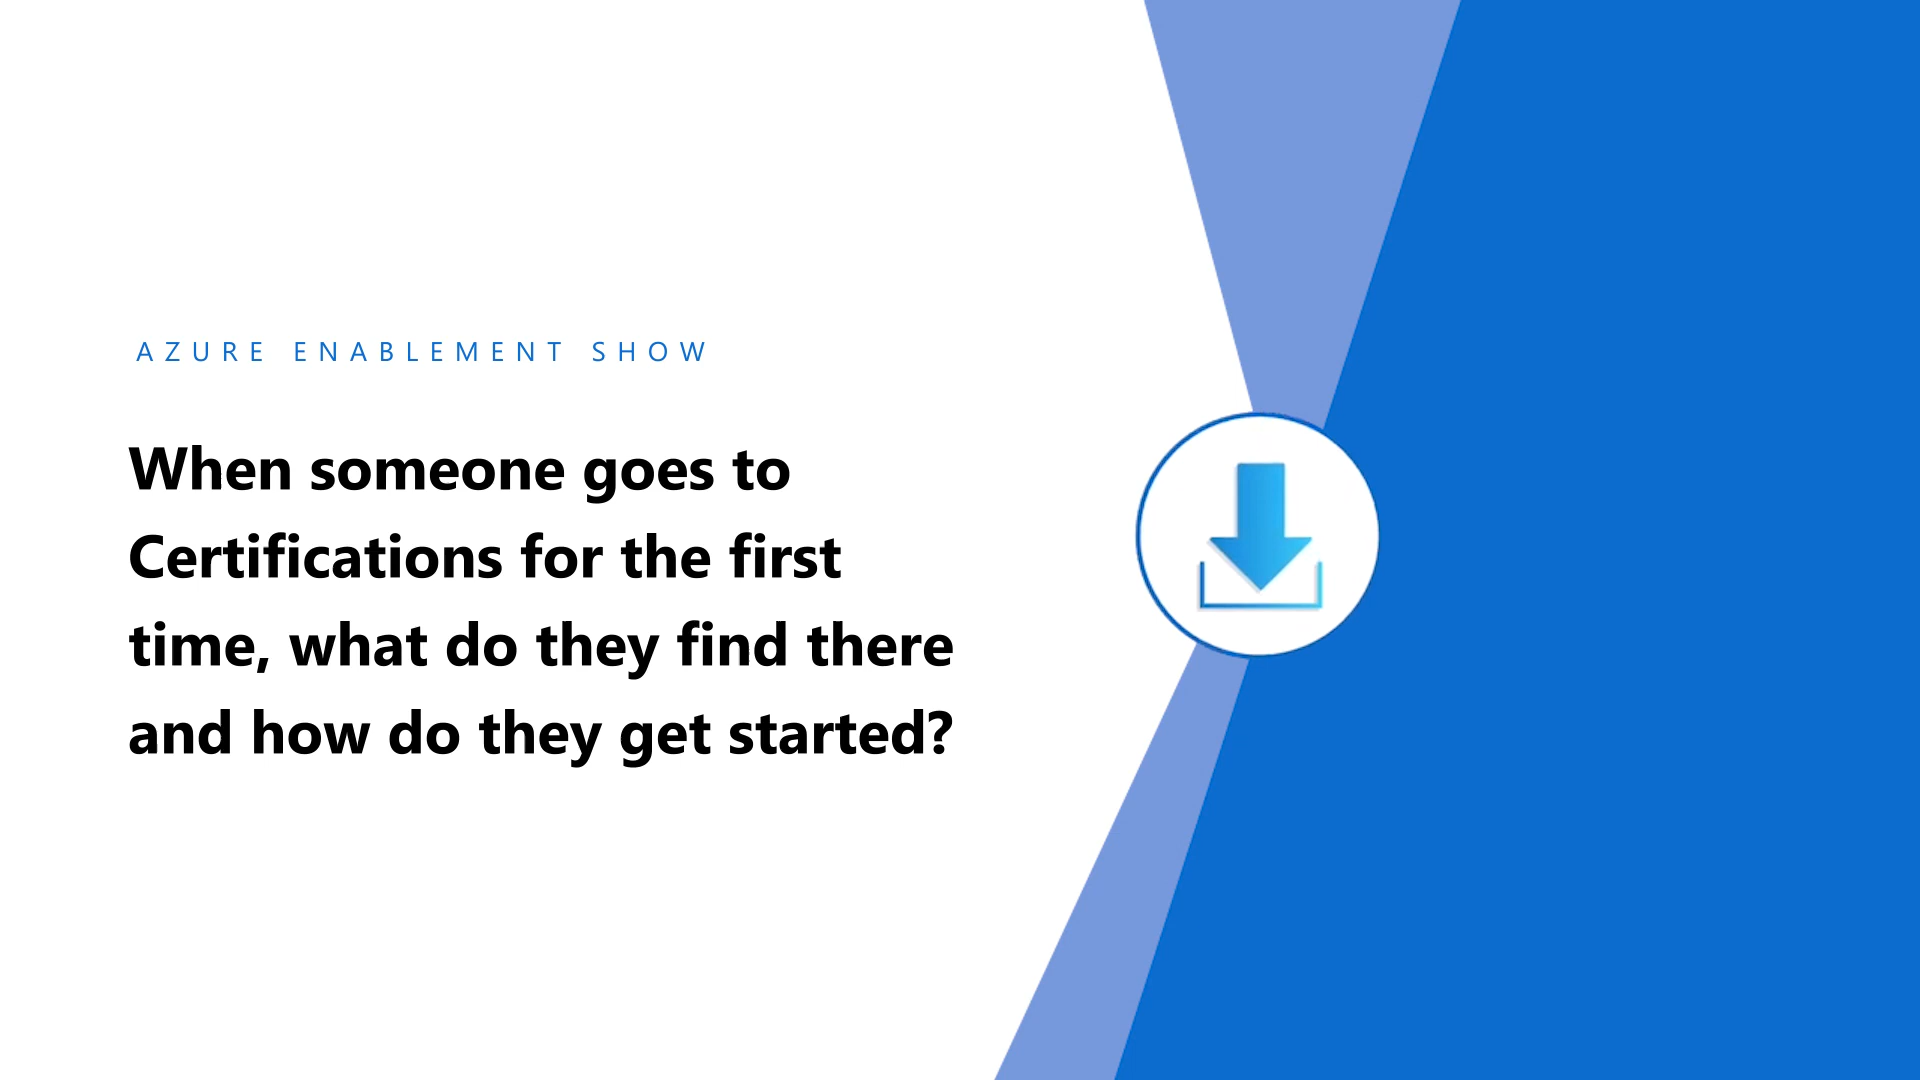 AZURE ENABLEMENT SHOW
When someone goes to
Certifications for the first
time, what do they find there
and how do they get started?